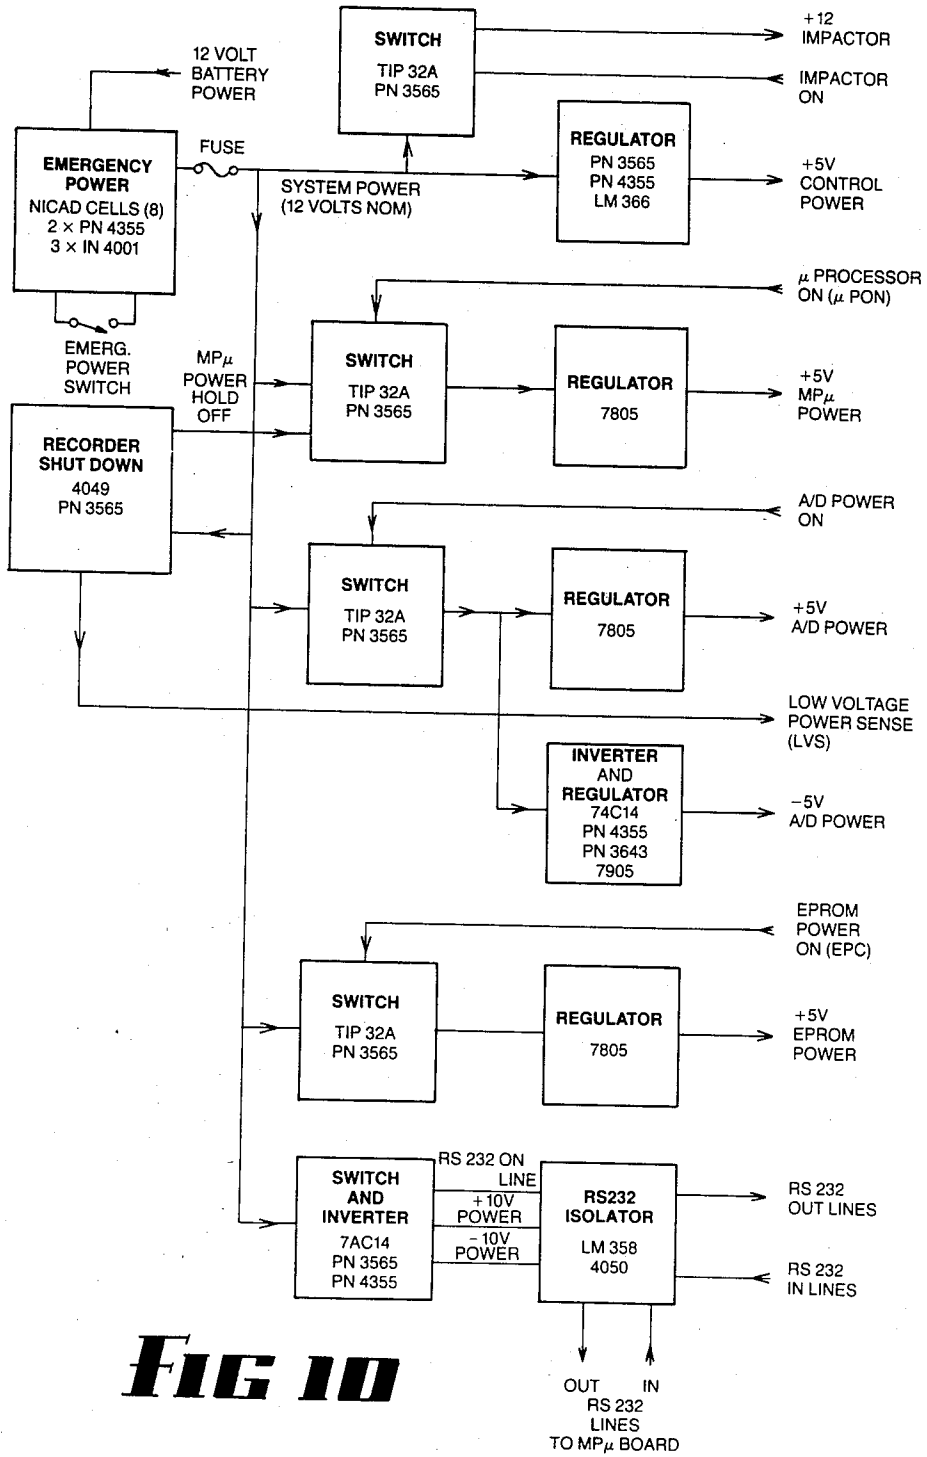 SWITCH
TIP 32A
PN 3565
+12
IMPACTOR
IMPACTOR
ON
12 VOLT
BATTERY
POWER
EMERGENCY
POWER
NICAD CELLS (8)
2 × PN 4355
3 × IN 4001
FUSE
SYSTEM POWER
(12 VOLTS NOM)
REGULATOR
PN 3565
PN 4355
LM 366
+5V
CONTROL
POWER
EMERG.
POWER
SWITCH
μ PROCESSOR
ON (μ PON)
MPμ
POWER
HOLD
OFF
SWITCH
TIP 32A
PN 3565
REGULATOR
7805
+5V
MPμ
POWER
RECORDER
SHUT DOWN
4049
PN 3565
A/D POWER
ON
SWITCH
TIP 32A
PN 3565
REGULATOR
7805
+5V
A/D POWER
LOW VOLTAGE
POWER SENSE
(LVS)
INVERTER
AND
REGULATOR
74C14
PN 4355
PN 3643
7905
−5V
A/D POWER
EPROM
POWER
ON (EPC)
SWITCH
TIP 32A
PN 3565
REGULATOR
7805
+5V
EPROM
POWER
SWITCH
AND
INVERTER
7AC14
PN 3565
PN 4355
RS 232 ON
LINE
+10V
POWER
−10V
POWER
RS232
ISOLATOR
LM 358
4050
RS 232
OUT LINES
RS 232
IN LINES
OUT IN
RS 232
LINES
TO MPμ BOARD
FIG 10